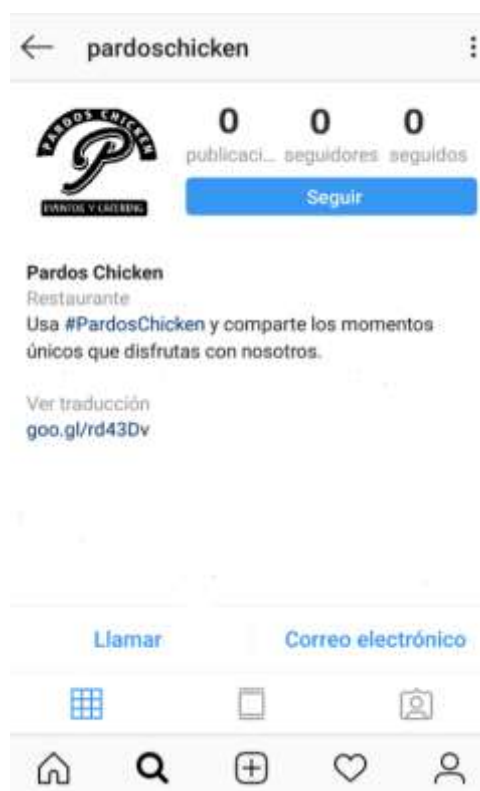 pardoschicken
PARDOS CHICKEN
P
EVENTOS Y CATERING
0 0 0
publicaci... seguidores seguidos
Seguir
Pardos Chicken
Restaurante
Usa #PardosChicken y comparte los momentos
únicos que disfrutas con nosotros.
Ver traducción
goo.gl/rd43Dv
Llamar Correo electrónico